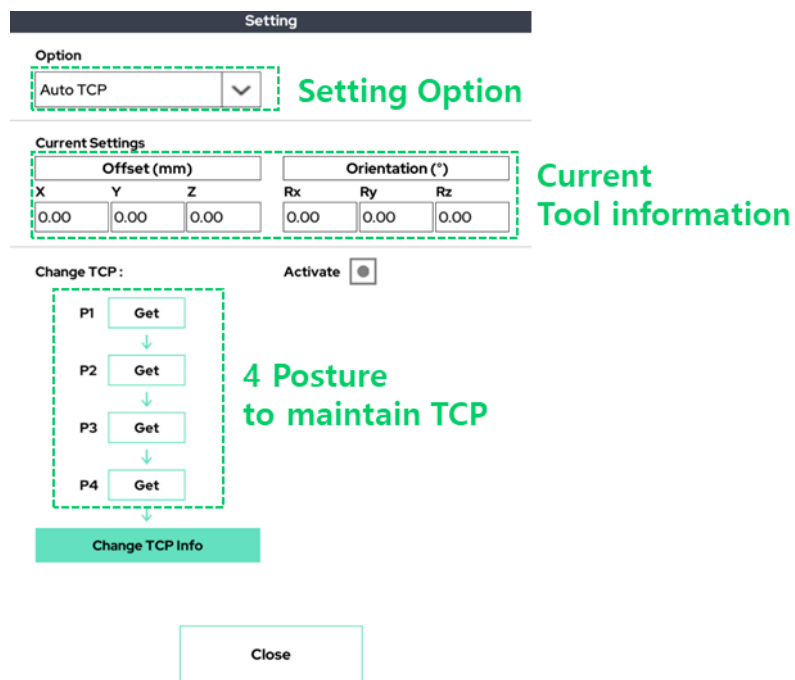 Setting
Option
Auto TCP
Setting Option
Current Settings
Offset (mm) Orientation (°)
X Y Z Rx Ry Rz
0.00 0.00 0.00 0.00 0.00 0.00
Current
Tool information
Change TCP : Activate
P1 Get
P2 Get
P3 Get
P4 Get
4 Posture
to maintain TCP
Change TCP Info
Close